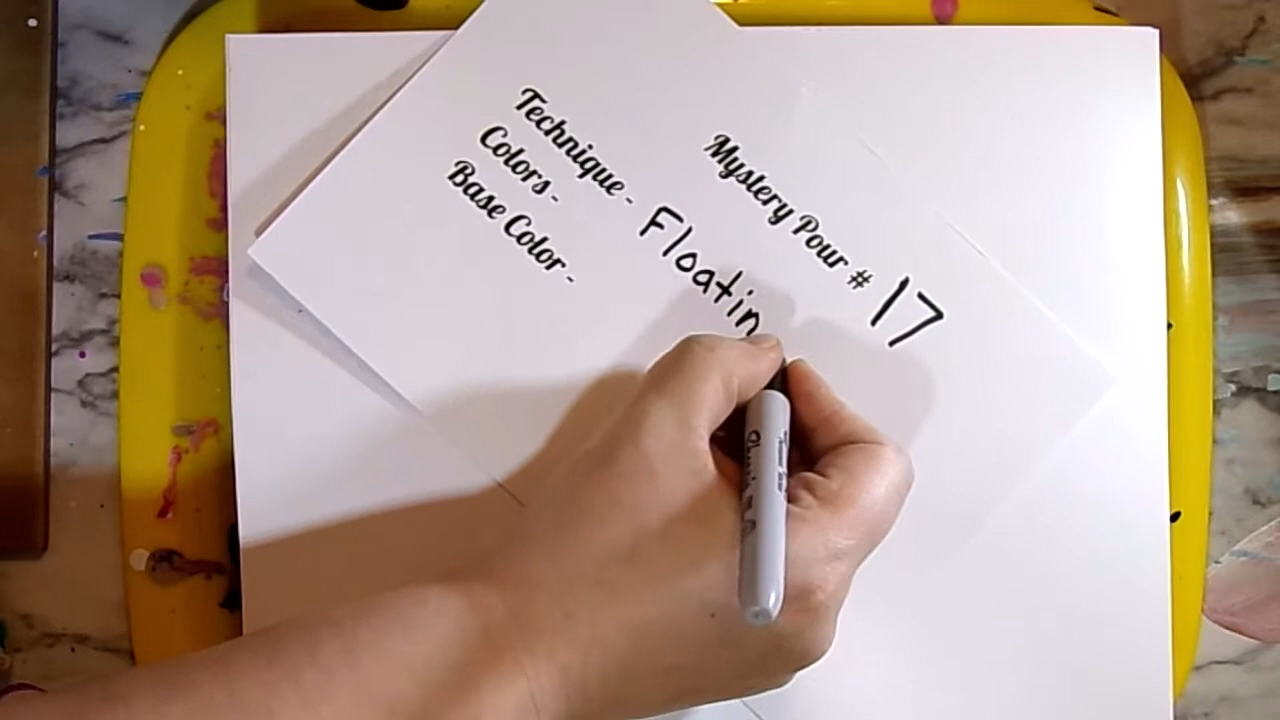 Mystery Pour # 17
Technique - Floatin
Colors -
Base Color -